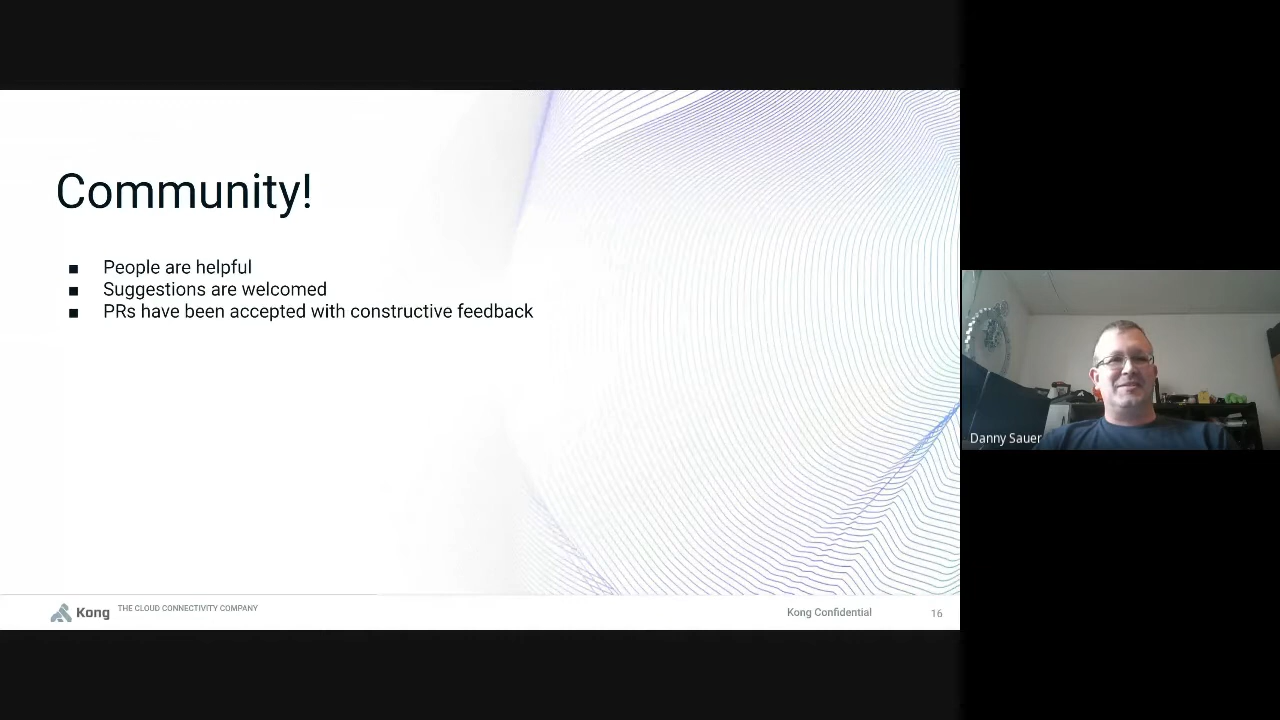 Community!
■ People are helpful
■ Suggestions are welcomed
■ PRs have been accepted with constructive feedback
Kong THE CLOUD CONNECTIVITY COMPANY
Kong Confidential
16
Danny Sauer